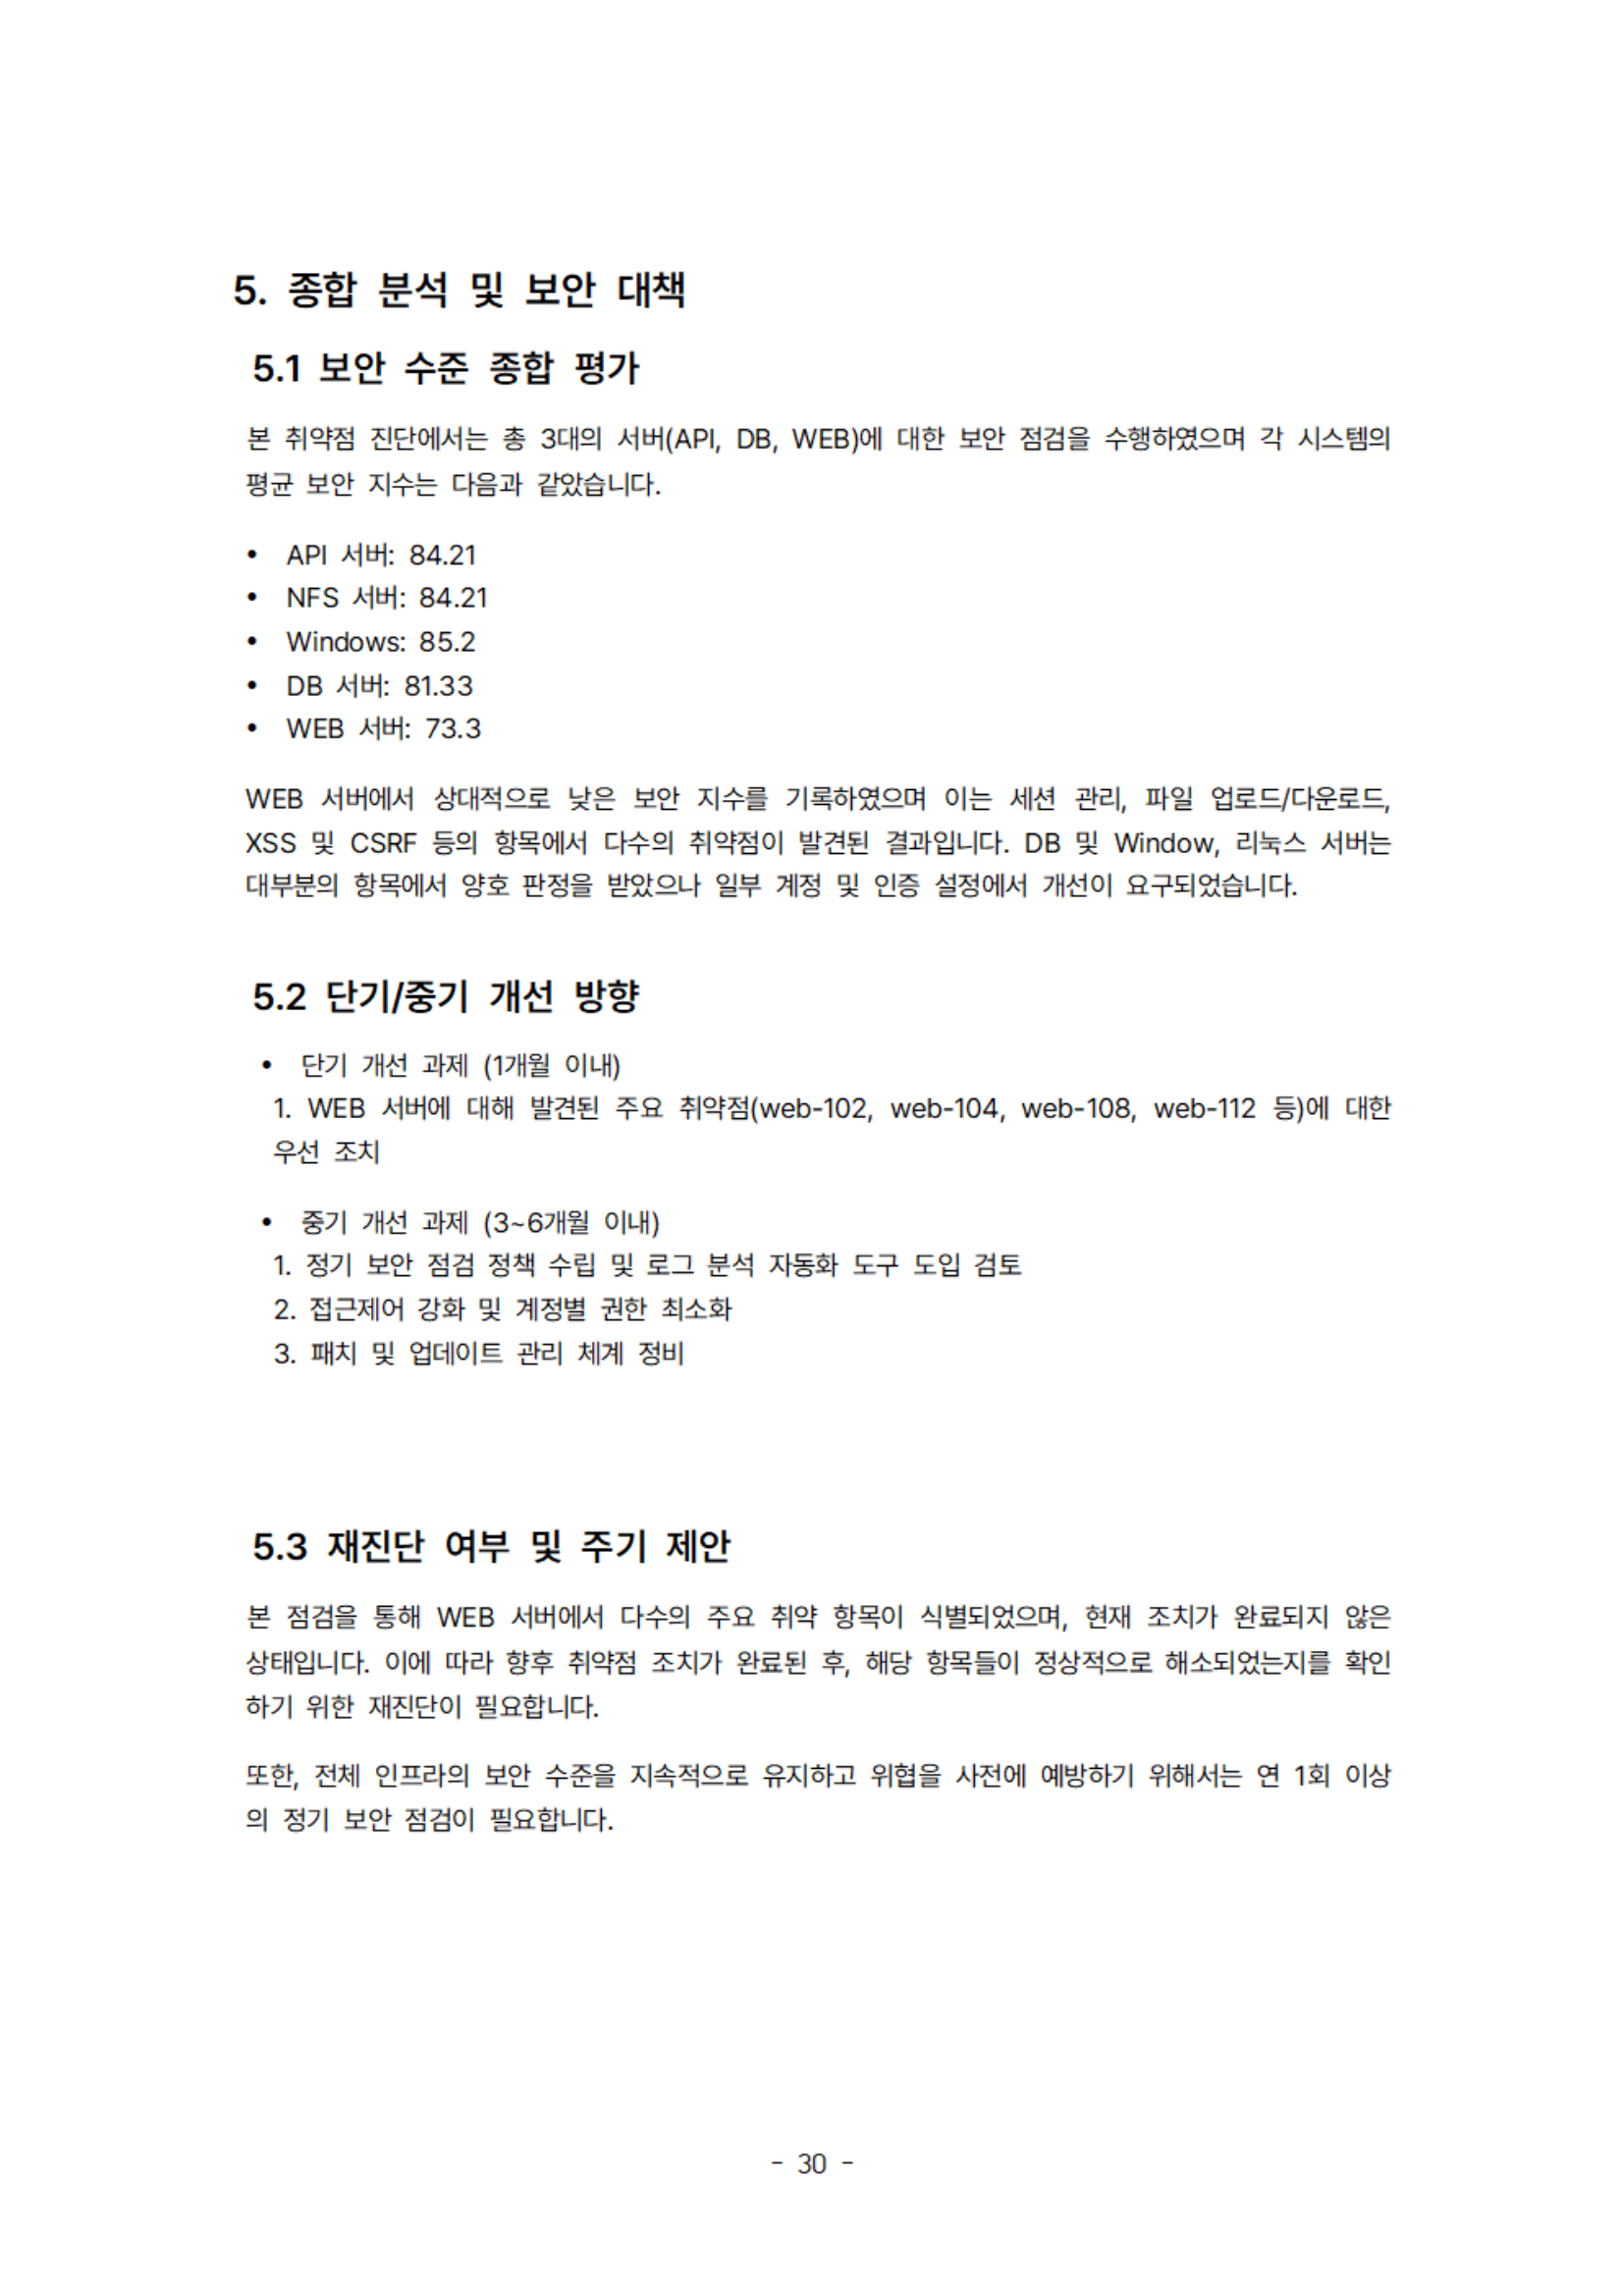 5. 종합 분석 및 보안 대책
5.1 보안 수준 종합 평가
본 취약점 진단에서는 총 3대의 서버(API, DB, WEB)에 대한 보안 점검을 수행하였으며 각 시스템의
평균 보안 지수는 다음과 같았습니다.
• API 서버: 84.21
• NFS 서버: 84.21
• Windows: 85.2
• DB 서버: 81.33
• WEB 서버: 73.3
WEB 서버에서 상대적으로 낮은 보안 지수를 기록하였으며 이는 세션 관리, 파일 업로드/다운로드,
XSS 및 CSRF 등의 항목에서 다수의 취약점이 발견된 결과입니다. DB 및 Window, 리눅스 서버는
대부분의 항목에서 양호 판정을 받았으나 일부 계정 및 인증 설정에서 개선이 요구되었습니다.
5.2 단기/중기 개선 방향
• 단기 개선 과제 (1개월 이내)
1. WEB 서버에 대해 발견된 주요 취약점(web-102, web-104, web-108, web-112 등)에 대한
우선 조치
• 중기 개선 과제 (3~6개월 이내)
1. 정기 보안 점검 정책 수립 및 로그 분석 자동화 도구 도입 검토
2. 접근제어 강화 및 계정별 권한 최소화
3. 패치 및 업데이트 관리 체계 정비
5.3 재진단 여부 및 주기 제안
본 점검을 통해 WEB 서버에서 다수의 주요 취약 항목이 식별되었으며, 현재 조치가 완료되지 않은
상태입니다. 이에 따라 향후 취약점 조치가 완료된 후, 해당 항목들이 정상적으로 해소되었는지를 확인
하기 위한 재진단이 필요합니다.
또한, 전체 인프라의 보안 수준을 지속적으로 유지하고 위협을 사전에 예방하기 위해서는 연 1회 이상
의 정기 보안 점검이 필요합니다.
- 30 -